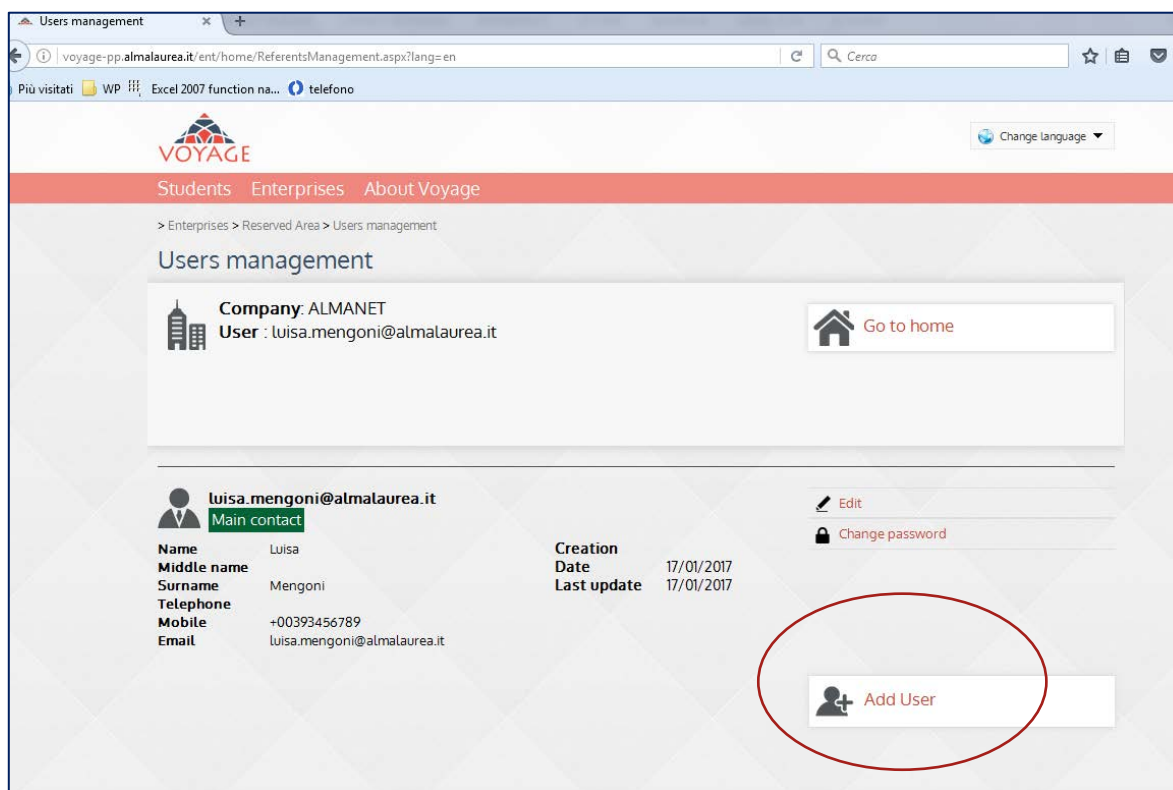 Users management
voyage-pp.almalaurea.it/ent/home/ReferentsManagement.aspx?lang=en
Cerca
Più visitati WP Excel 2007 function na... telefono
VOYAGE
Change language
Students Enterprises About Voyage
> Enterprises > Reserved Area > Users management
Users management
Company: ALMANET
User : luisa.mengoni@almalaurea.it
Go to home
luisa.mengoni@almalaurea.it
Main contact
Edit
Change password
Name Luisa
Middle name
Surname Mengoni
Telephone
Mobile +00393456789
Email luisa.mengoni@almalaurea.it
Creation
Date 17/01/2017
Last update 17/01/2017
Add User